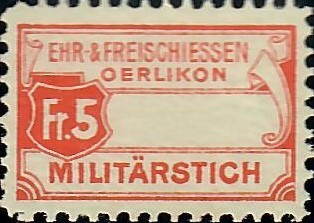 EHR-& FREISCHIESSEN
OERLIKON
Fr. 5
MILITÄRSTICH